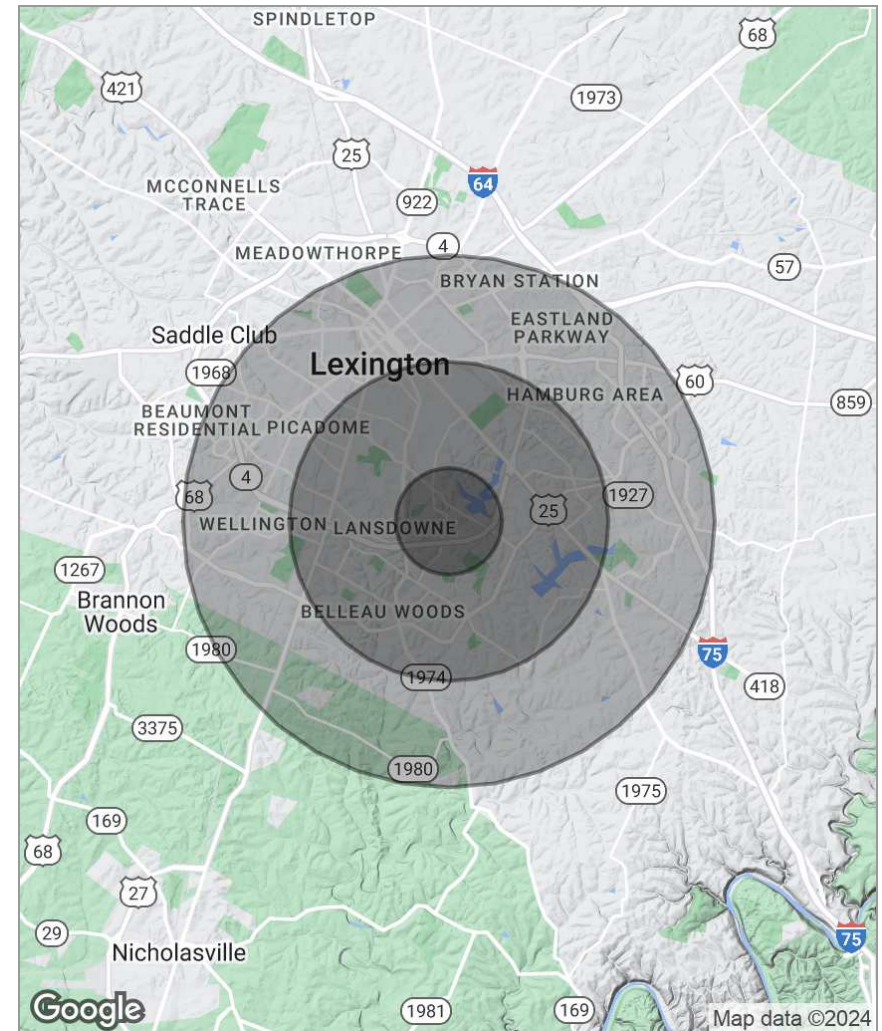 SPINDLETOP
68
421
1973
25
MCCONNELLS
TRACE
64
922
4
MEADOWTHORPE
57
BRYAN STATION
EASTLAND
PARKWAY
Saddle Club
Lexington
1968
60
HAMBURG AREA
859
BEAUMONT
RESIDENTIAL
PICADOME
4
68
1927
25
WELLINGTON
LANSDOWNE
1267
Brannon
Woods
BELLEAU WOODS
1980
75
1974
418
3375
1980
1975
169
68
27
29
75
Nicholasville
Google
1981
169
Map data ©2024